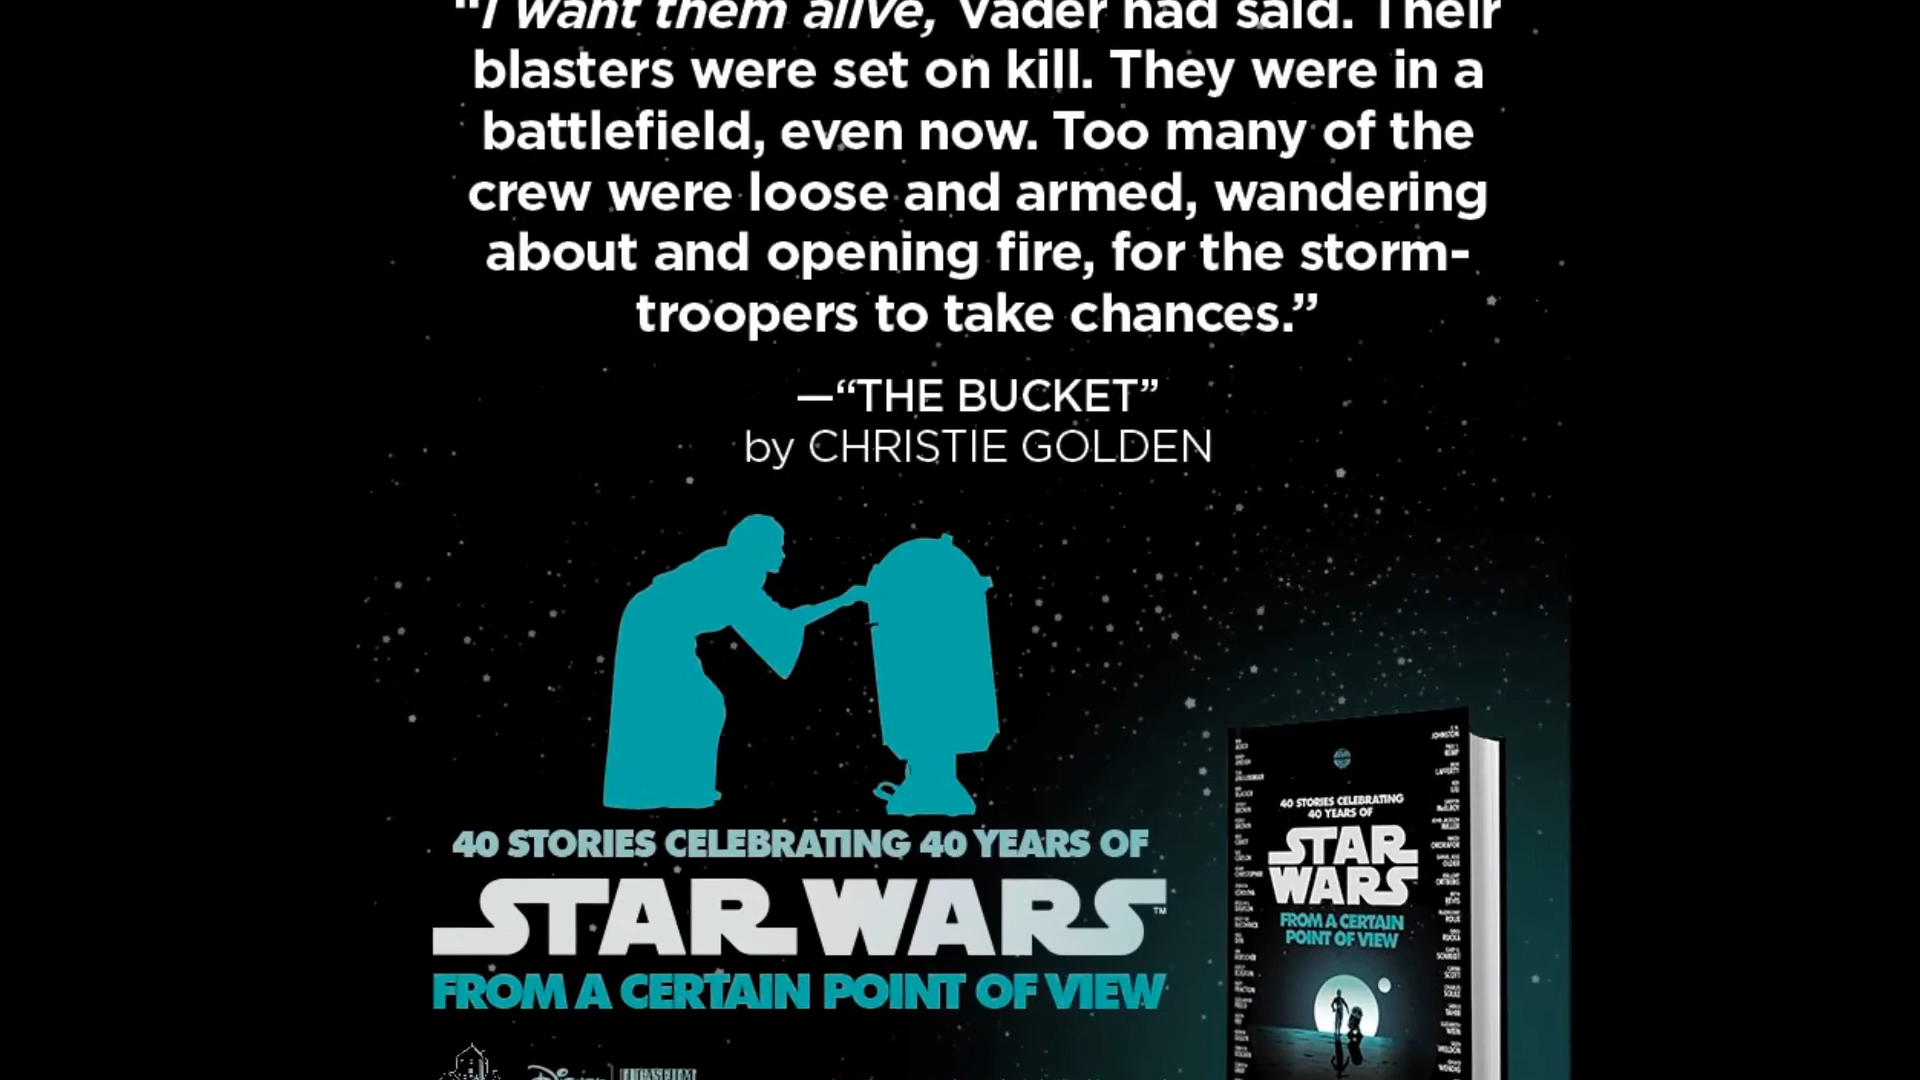 “I want them alive, Vader had said. Their
blasters were set on kill. They were in a
battlefield, even now. Too many of the
crew were loose and armed, wandering
about and opening fire, for the storm-
troopers to take chances.”
—“THE BUCKET”
by CHRISTIE GOLDEN
40 STORIES CELEBRATING 40 YEARS OF
STAR WARS™
FROM A CERTAIN POINT OF VIEW
40 STORIES CELEBRATING
40 YEARS OF
STAR
WARS
FROM A CERTAIN
POINT OF VIEW
JOHNSTON